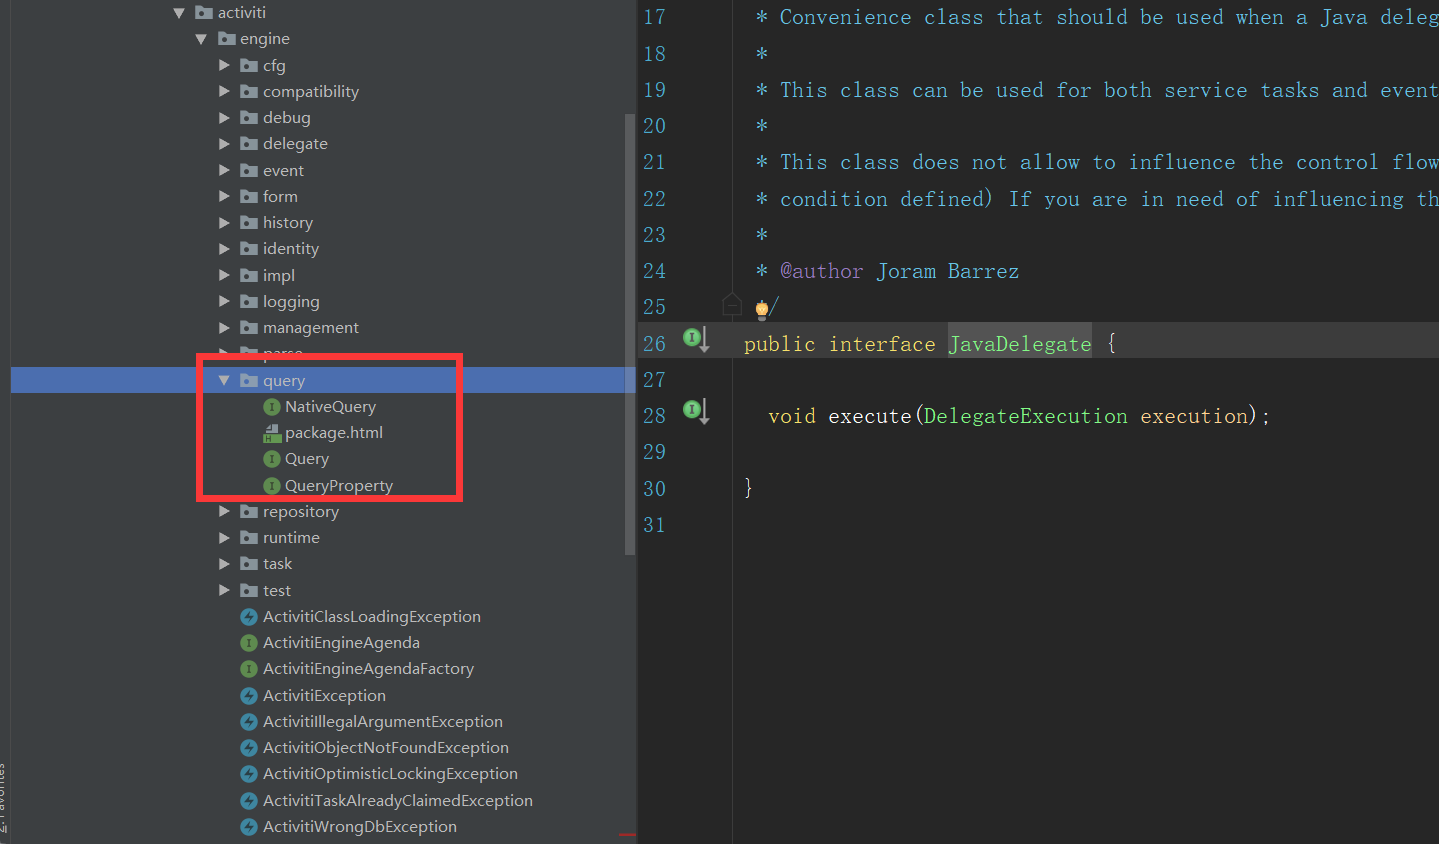 activiti
engine
cfg
compatibility
debug
delegate
event
form
history
identity
impl
logging
management
parse
query
NativeQuery
package.html
Query
QueryProperty
repository
runtime
task
test
ActivitiClassLoadingException
ActivitiEngineAgenda
ActivitiEngineAgendaFactory
ActivitiException
ActivitiIllegalArgumentException
ActivitiObjectNotFoundException
ActivitiOptimisticLockingException
ActivitiTaskAlreadyClaimedException
ActivitiWrongDbException
2: Favorites
17 * Convenience class that should be used when a Java deleg
18 *
19 * This class can be used for both service tasks and event
20 *
21 * This class does not allow to influence the control flow
22 * condition defined) If you are in need of influencing th
23 *
24 * @author Joram Barrez
25 /
26 public interface JavaDelegate {
27
28 void execute(DelegateExecution execution);
29
30 }
31